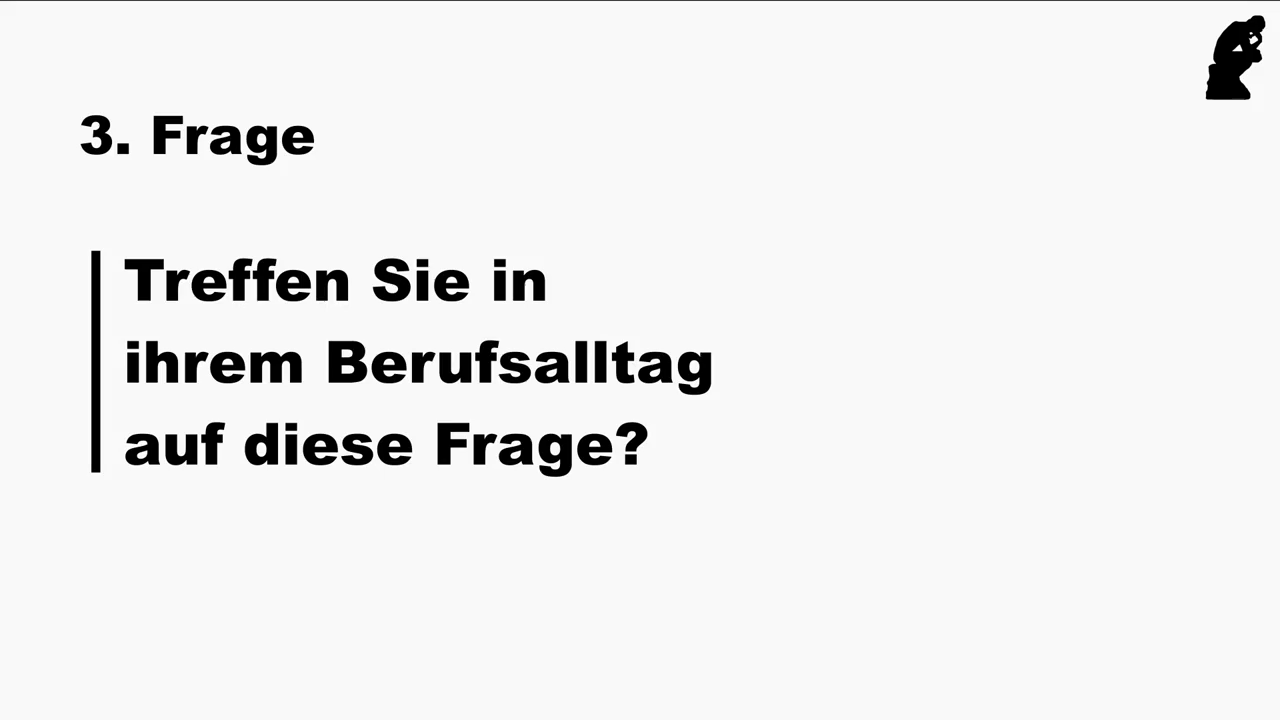 3. Frage
Treffen Sie in
ihrem Berufsalltag
auf diese Frage?